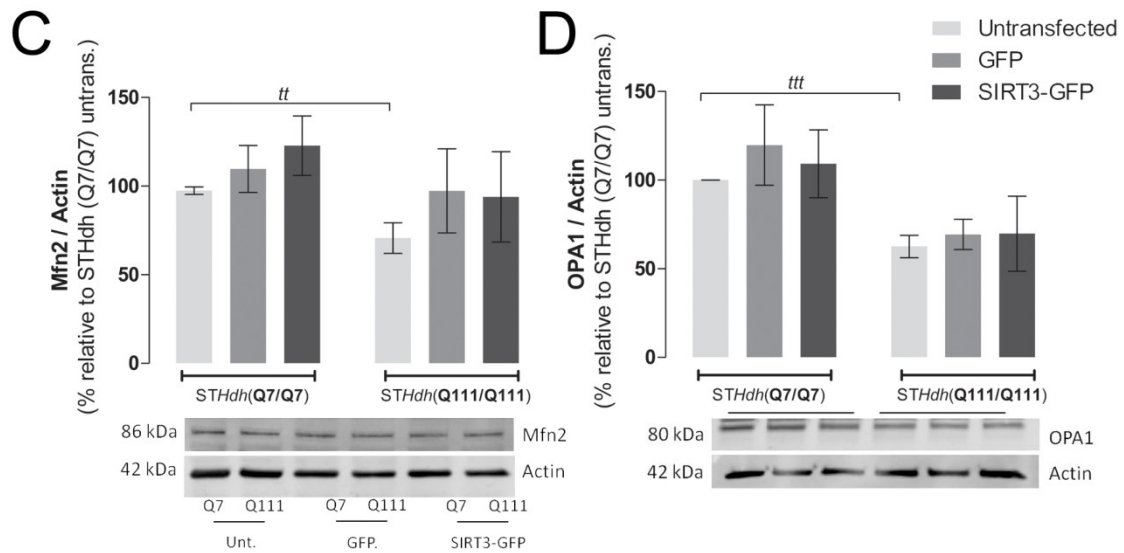 C
D
Untransfected
GFP
SIRT3-GFP
Mfn2 / Actin
(% relative to STHdh (Q7/Q7) untrans.)
150
100
50
0
tt
STHdh(Q7/Q7)
STHdh(Q111/Q111)
86 kDa
Mfn2
42 kDa
Actin
Q7 Q111 Q7 Q111 Q7 Q111
Unt. GFP. SIRT3-GFP
OPA1 / Actin
(% relative to STHdh (Q7/Q7) untrans.
150
100
50
0
ttt
STHdh(Q7/Q7)
STHdh(Q111/Q111)
80 kDa
OPA1
42 kDa
Actin